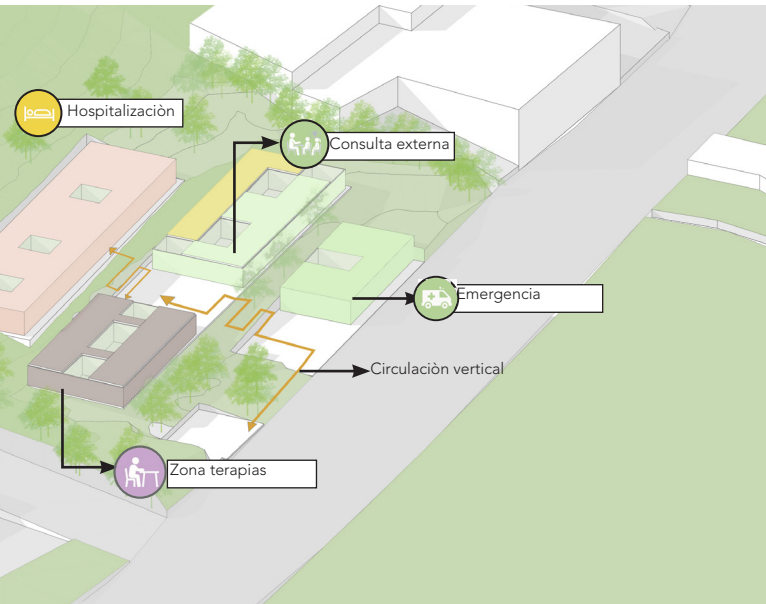 Hospitalizaciòn
Consulta externa
Emergencia
Circulaciòn vertical
Zona terapias